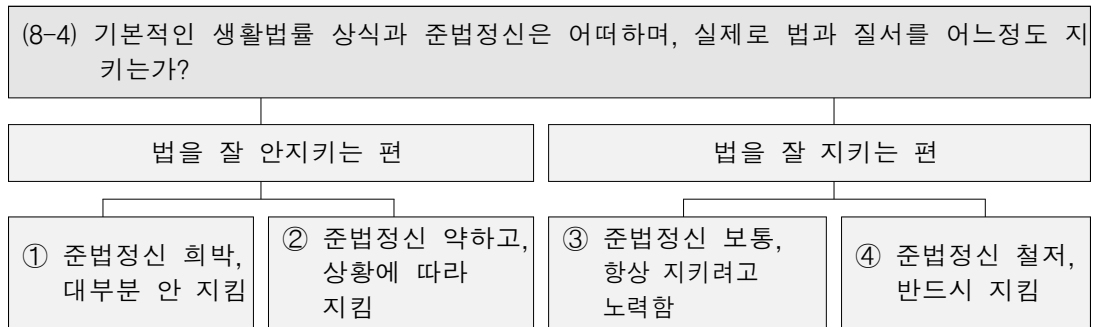 (8-4) 기본적인 생활법률 상식과 준법정신은 어떠하며, 실제로 법과 질서를 어느정도 지
키는가?
법을 잘 안지키는 편
법을 잘 지키는 편
① 준법정신 희박,
대부분 안 지킴
② 준법정신 약하고,
상황에 따라
지킴
③ 준법정신 보통,
항상 지키려고
노력함
④ 준법정신 철저,
반드시 지킴